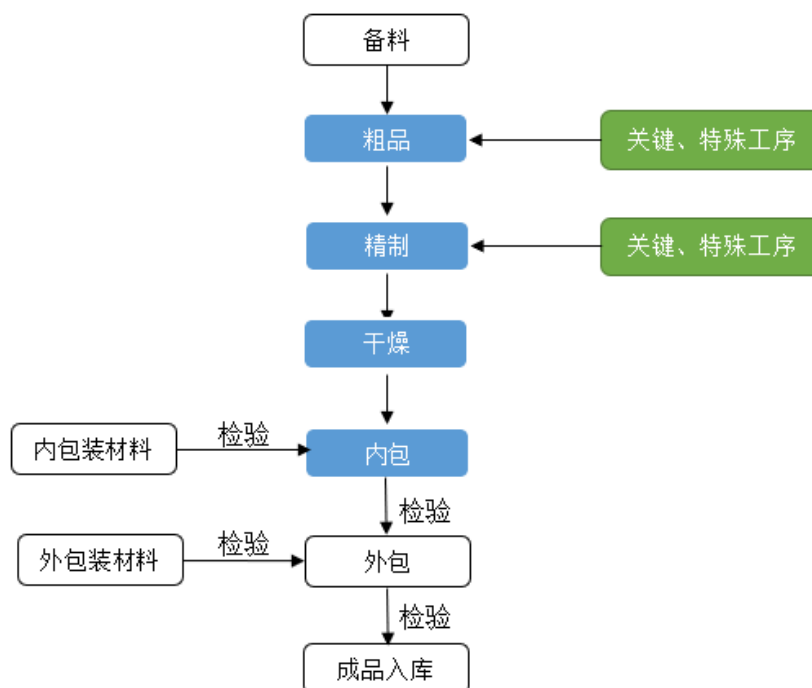 备料
粗品
关键、特殊工序
精制
关键、特殊工序
干燥
内包装材料
检验
内包
检验
外包装材料
检验
外包
检验
成品入库